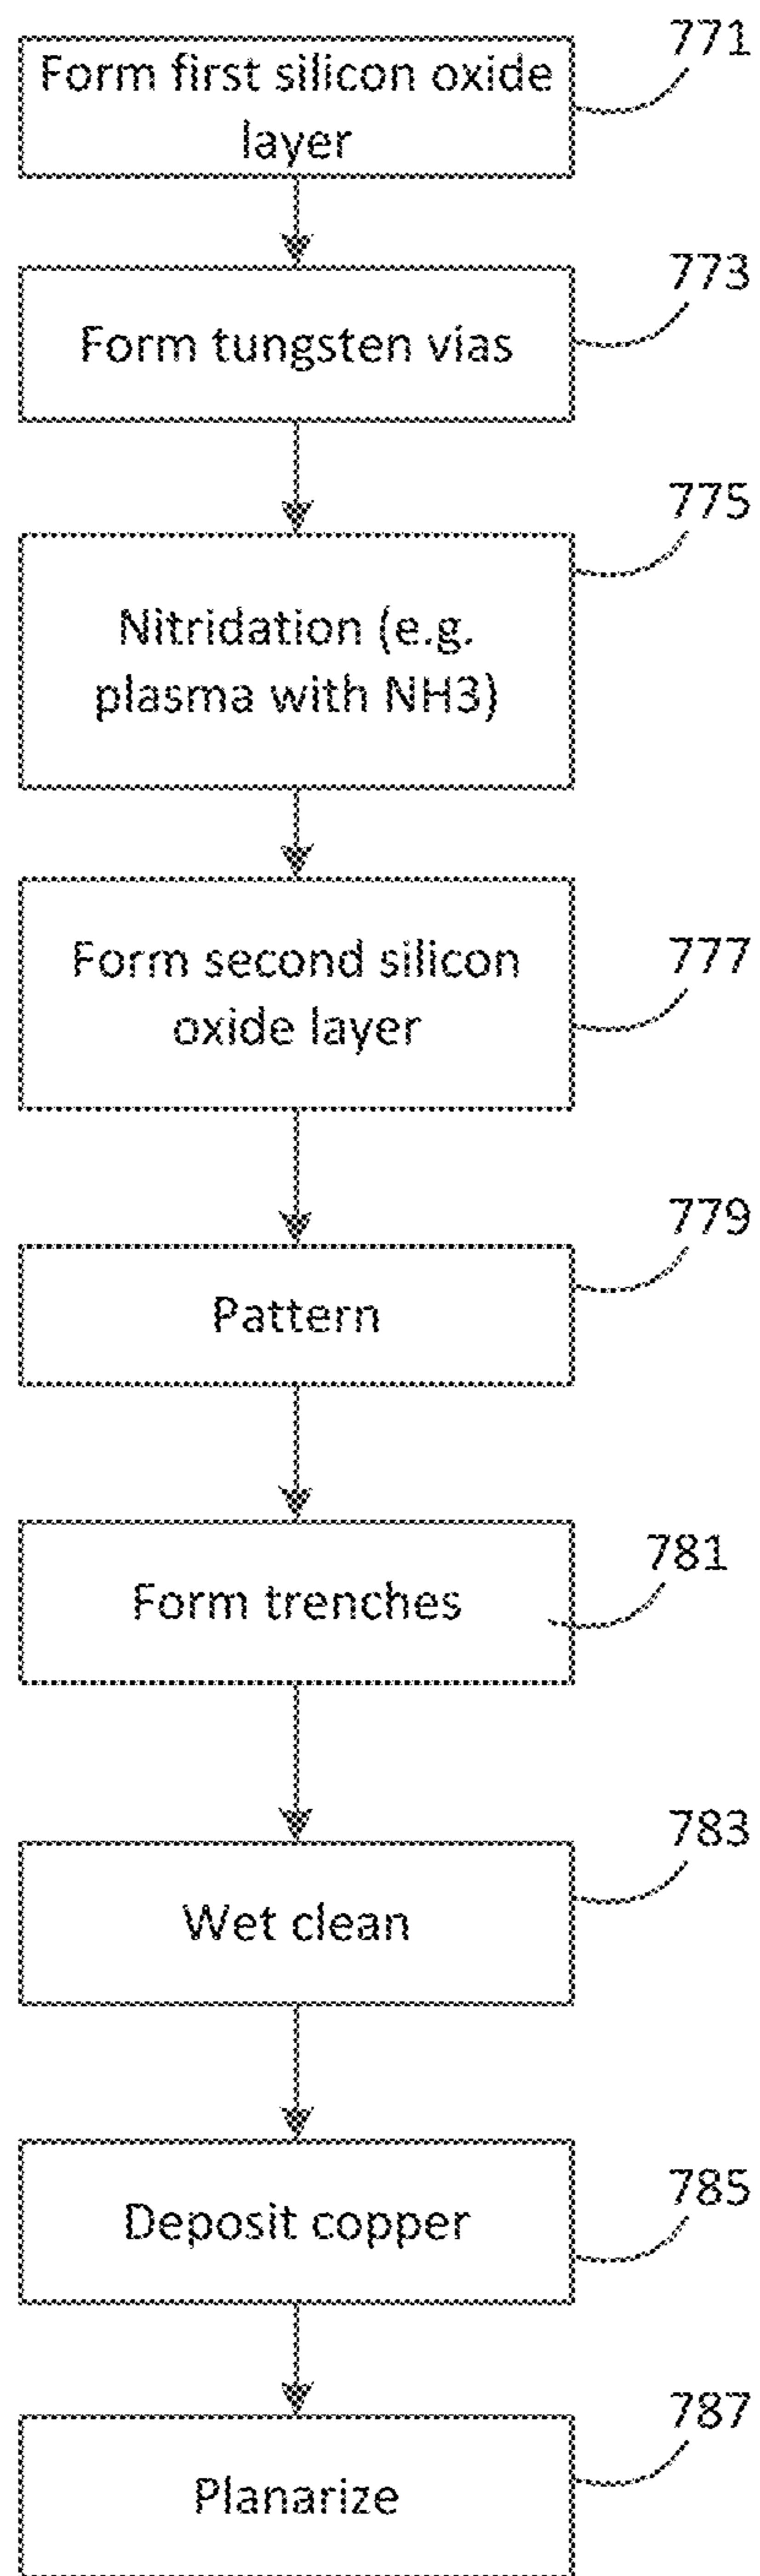 771
Form first silicon oxide
layer
773
Form tungsten vias
775
Nitridation (e.g.
plasma with NH3)
777
Form second silicon
oxide layer
779
Pattern
781
Form trenches
783
Wet clean
785
Deposit copper
787
Planarize